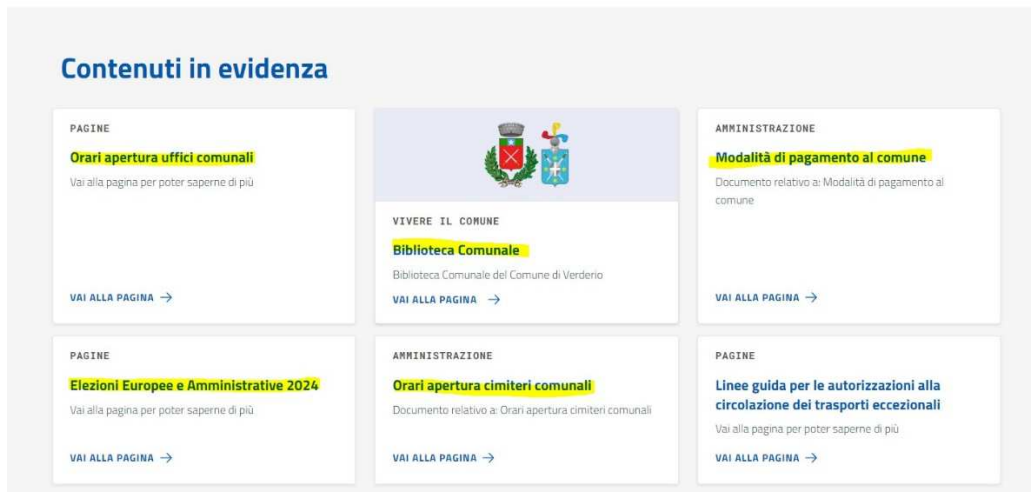 Contenuti in evidenza
PAGINE
Orari apertura uffici comunali
Vai alla pagina per poter saperne di più
VAI ALLA PAGINA →
VIVERE IL COMUNE
Biblioteca Comunale
Biblioteca Comunale del Comune di Verderio
VAI ALLA PAGINA →
AMMINISTRAZIONE
Modalità di pagamento al comune
Documento relativo a: Modalità di pagamento al
comune
VAI ALLA PAGINA →
PAGINE
Elezioni Europee e Amministrative 2024
Vai alla pagina per poter saperne di più
VAI ALLA PAGINA →
AMMINISTRAZIONE
Orari apertura cimiteri comunali
Documento relativo a: Orari apertura cimiteri comunali
VAI ALLA PAGINA →
PAGINE
Linee guida per le autorizzazioni alla
circolazione dei trasporti eccezionali
Vai alla pagina per poter saperne di più
VAI ALLA PAGINA →